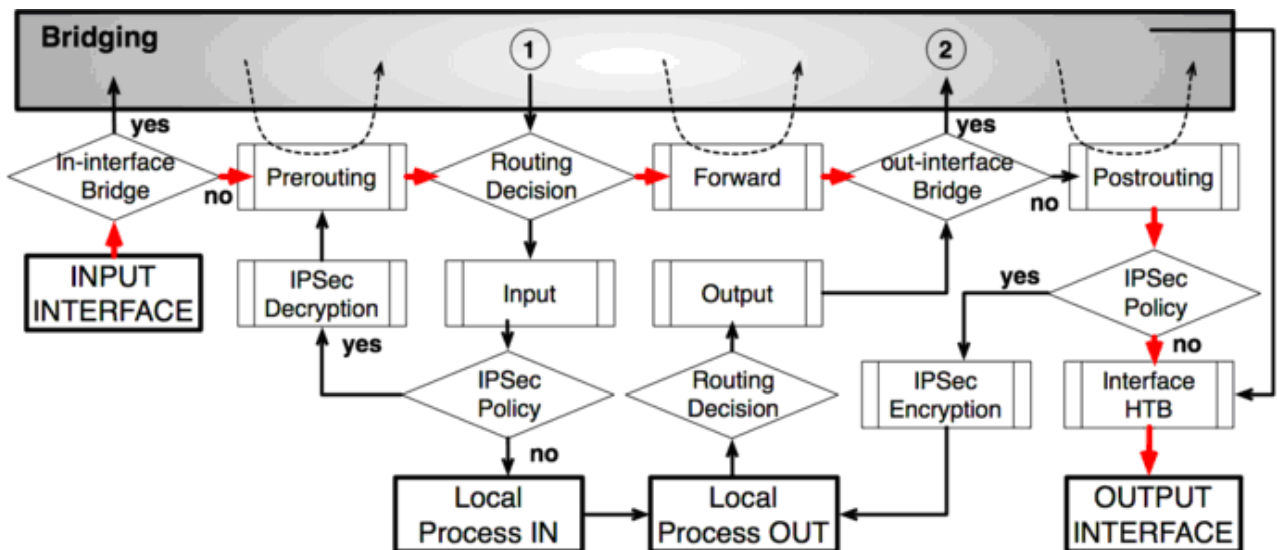 Bridging
1
2
yes
yes
In-interface
Bridge
no
Prerouting
Routing
Decision
Forward
out-interface
Bridge
no
Postrouting
INPUT
INTERFACE
IPSec
Decryption
Input
Output
yes
IPSec
Policy
yes
IPSec
Policy
Routing
Decision
IPSec
Encryption
no
Interface
HTB
no
Local
Process IN
Local
Process OUT
OUTPUT
INTERFACE